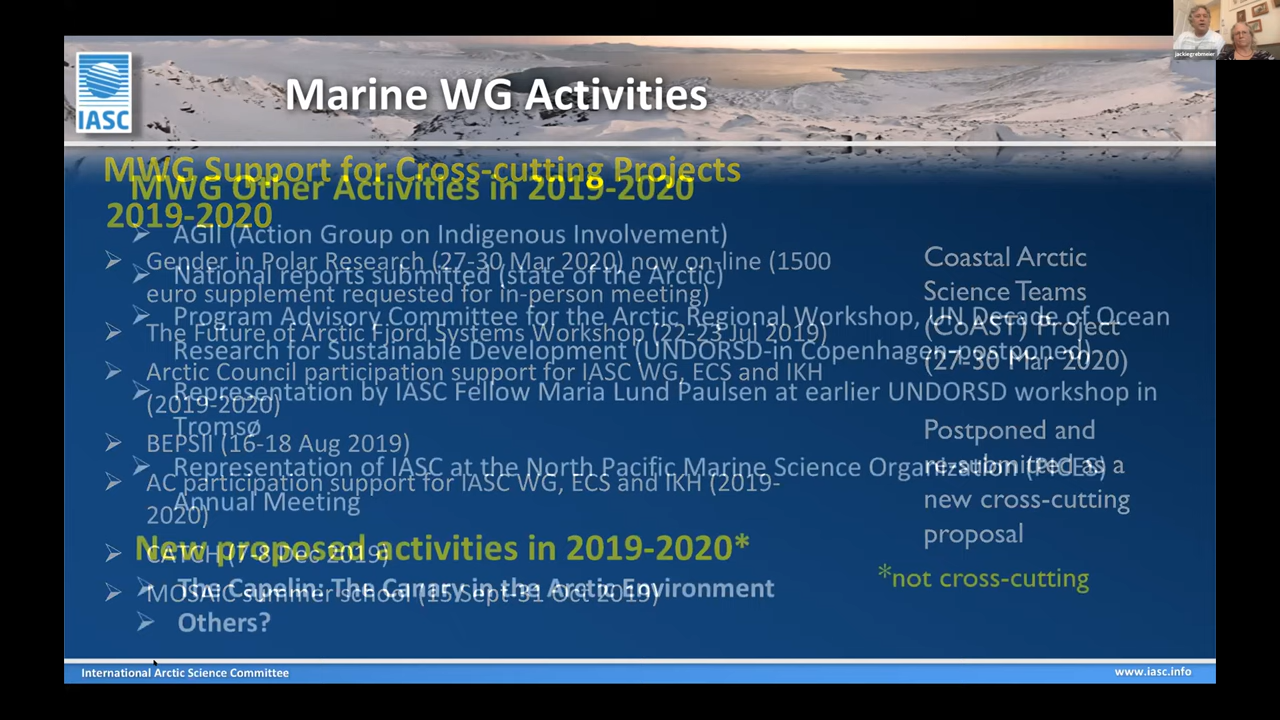 jackiegrebmeier
IASC
Marine WG Activities
MWG Support for Cross-cutting Projects
2019-2020
Gender in Polar Research (27-30 Mar 2020) now on-line (1500
euro supplement requested for in-person meeting)
The Future of Arctic Fjord Systems Workshop (22-23 Jul 2019)
Arctic Council participation support for IASC WG, ECS and IKH
(2019-2020)
BEPSII (16-18 Aug 2019)
AC participation support for IASC WG, ECS and IKH (2019-
2020)
CATCH (7-8 Dec 2019)
MOSAiC summer school (15 Sept-31 Oct 2019)
Coastal Arctic
Science Teams
(CoAST) Project
(27-30 Mar 2020)
Postponed and
re-submitted as a
new cross-cutting
proposal
MWG Other Activities in 2019-2020
AGII (Action Group on Indigenous Involvement)
National reports submitted (state of the Arctic)
Program Advisory Committee for the Arctic Regional Workshop, UN Decade of Ocean
Research for Sustainable Development (UNDORSD-in Copenhagen-postponed)
Representation by IASC Fellow Maria Lund Paulsen at earlier UNDORSD workshop in
Tromsø
Representation of IASC at the North Pacific Marine Science Organization (PICES)
Annual Meeting
New proposed activities in 2019-2020*
The Capelin: The Canary in the Arctic Environment
Others?
*not cross-cutting
International Arctic Science Committee
www.iasc.info